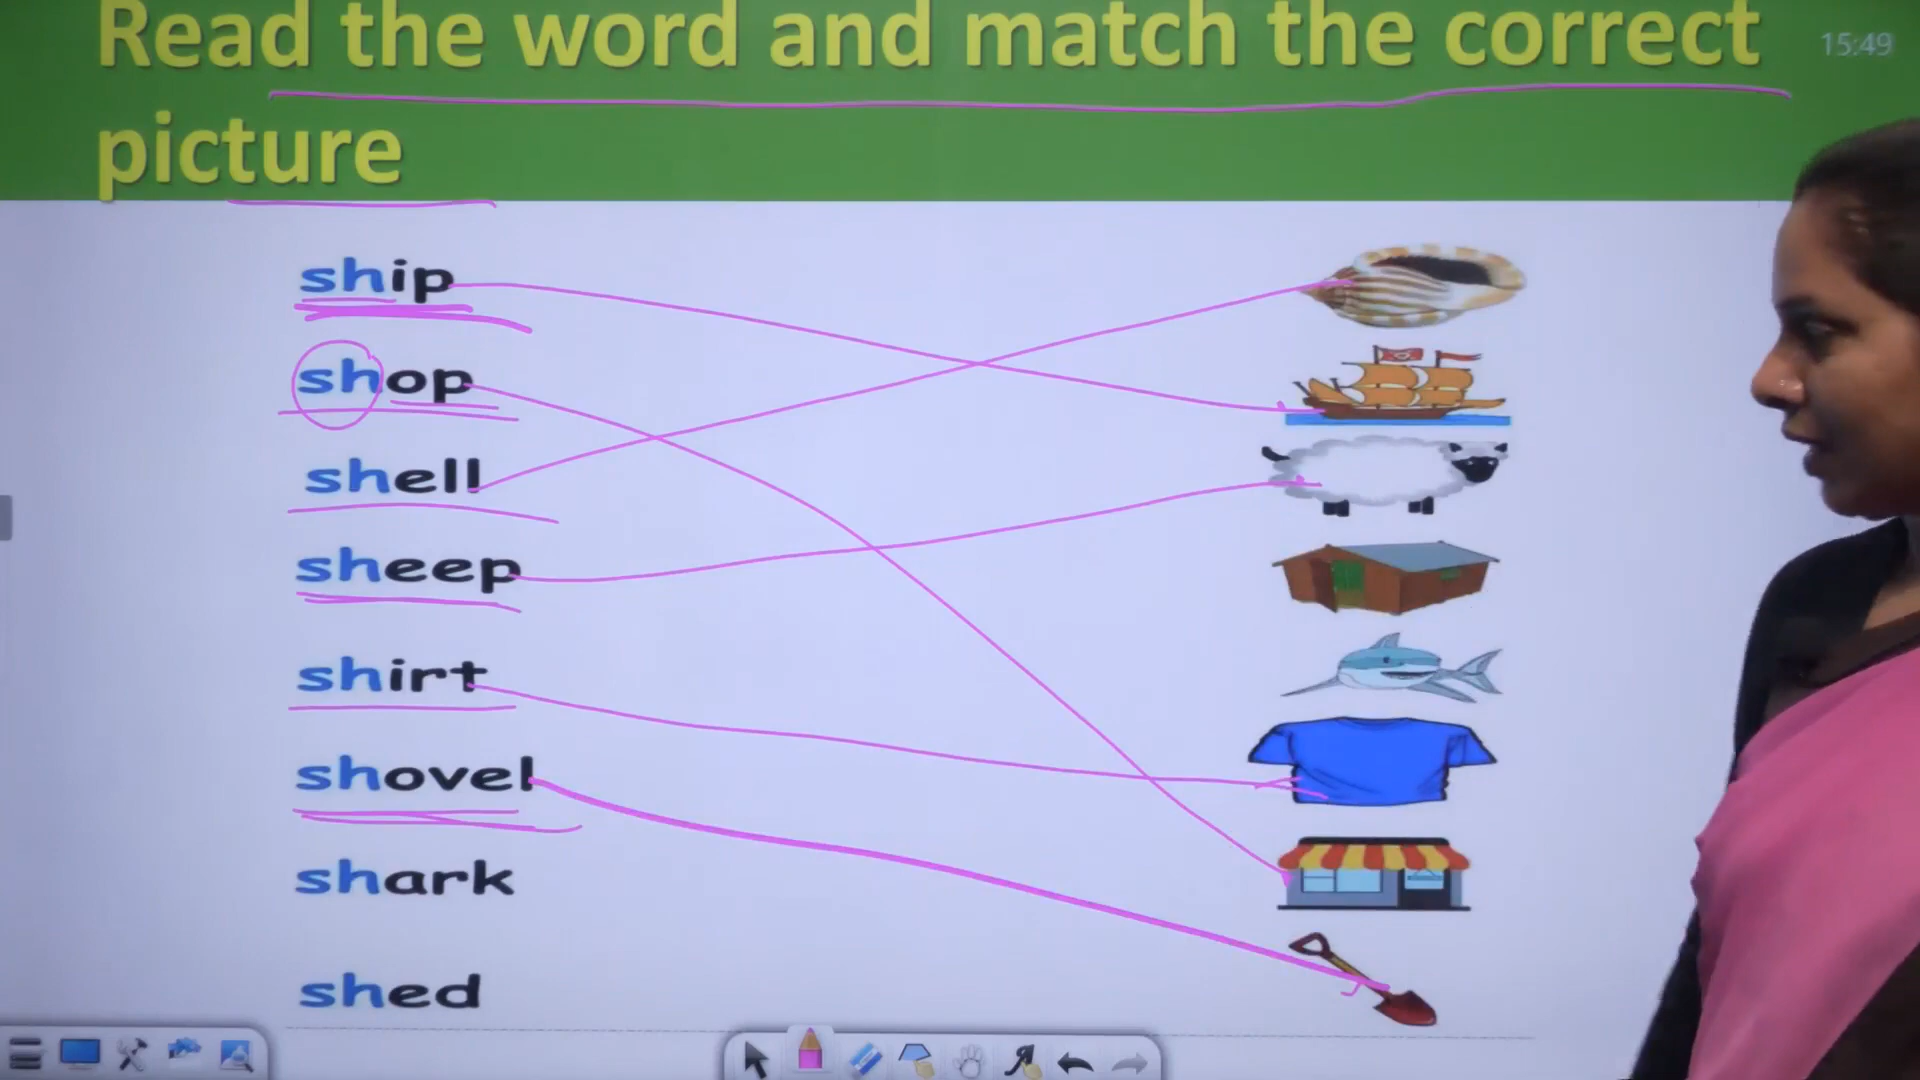 Read the word and match the correct
picture
15:49
ship
shop
shell
sheep
shirt
shovel
shark
shed